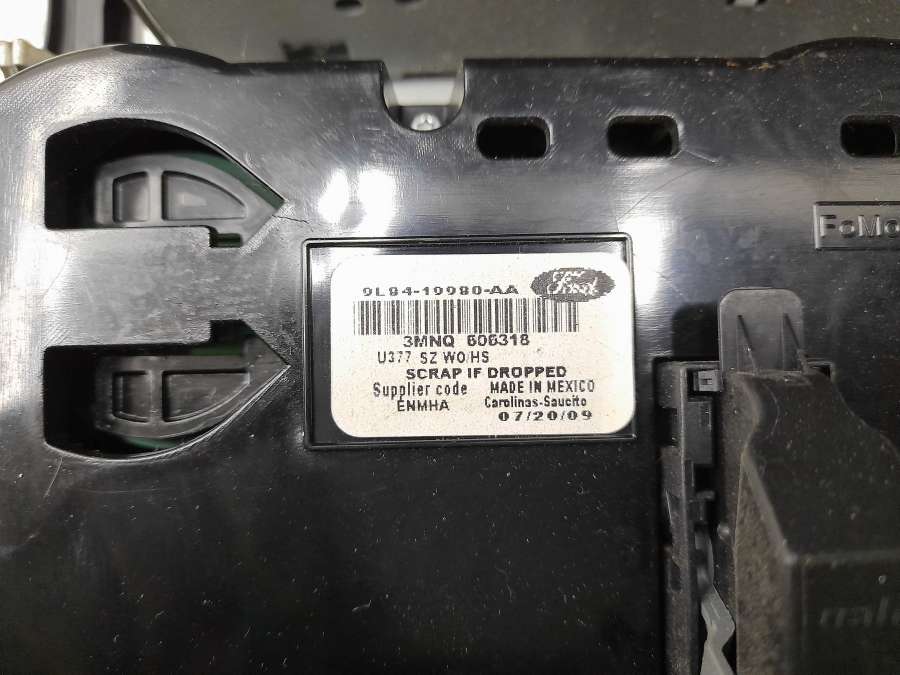 FoMo
9L84-19980-AA
Ford
3MNQ 606318
U377 SZ WO/HS
SCRAP IF DROPPED
Supplier code MADE IN MEXICO
ENMHA Carolinas-Saucito
07/20/09